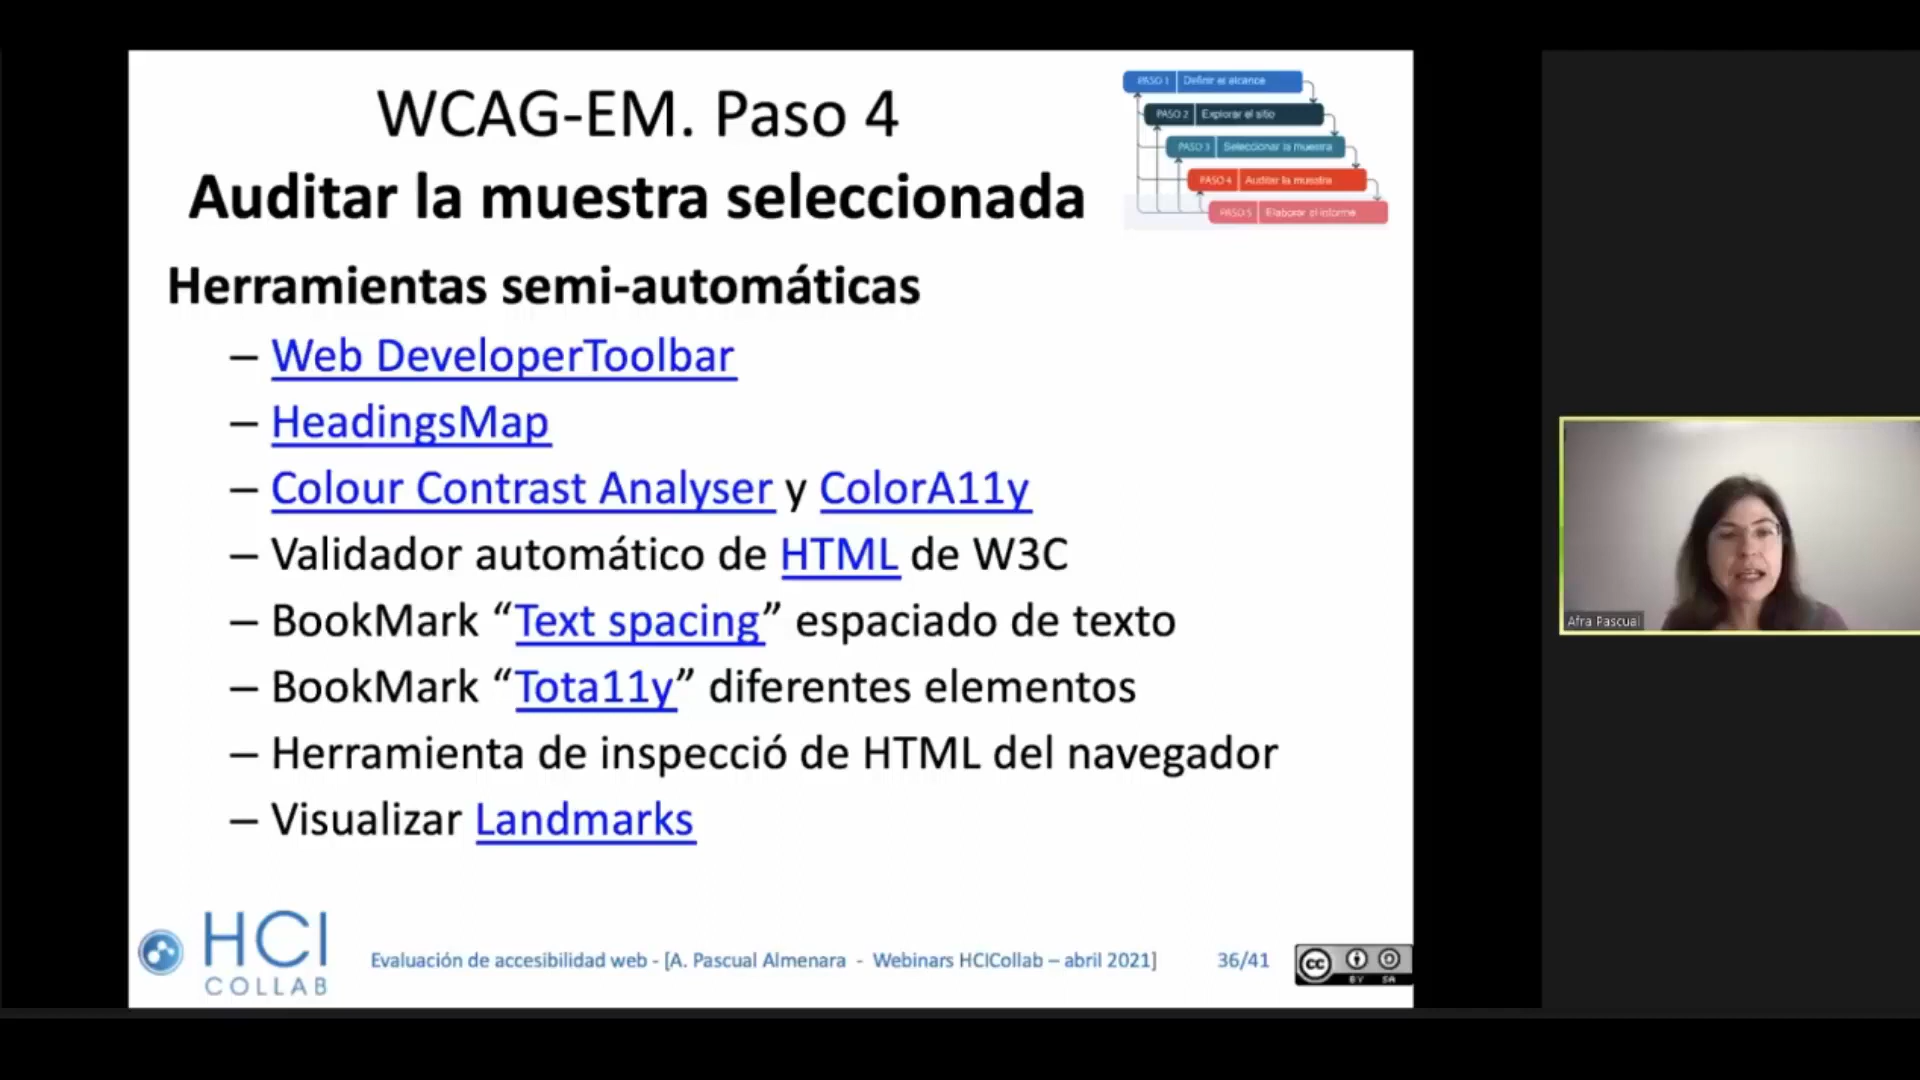 WCAG-EM. Paso 4
Auditar la muestra seleccionada
PASO 1 Definir el alcance
PASO 2 Explorar el sitio
PASO 3 Seleccionar la muestra
PASO 4 Auditar la muestra
PASO 5 Elaborar el informe
Herramientas semi-automáticas
– Web DeveloperToolbar
– HeadingsMap
– Colour Contrast Analyser y ColorA11y
– Validador automático de HTML de W3C
– BookMark “Text spacing” espaciado de texto
– BookMark “Tota11y” diferentes elementos
– Herramienta de inspecció de HTML del navegador
– Visualizar Landmarks
Afra Pascual
HCI
COLLAB
Evaluación de accesibilidad web - [A. Pascual Almenara - Webinars HCICollab – abril 2021]
36/41
cc
BY SA